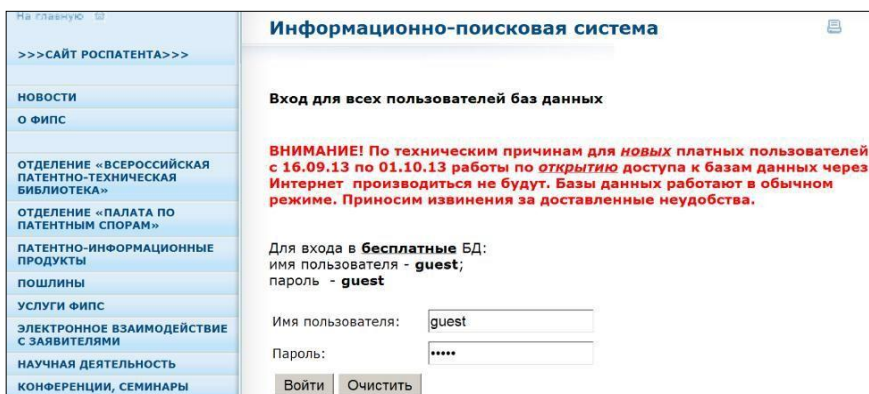 На главную
>>>САЙТ РОСПАТЕНТА>>>
НОВОСТИ
О ФИПС
ОТДЕЛЕНИЕ «ВСЕРОССИЙСКАЯ
ПАТЕНТНО-ТЕХНИЧЕСКАЯ
БИБЛИОТЕКА»
ОТДЕЛЕНИЕ «ПАЛАТА ПО
ПАТЕНТНЫМ СПОРАМ»
ПАТЕНТНО-ИНФОРМАЦИОННЫЕ
ПРОДУКТЫ
ПОШЛИНЫ
УСЛУГИ ФИПС
ЭЛЕКТРОННОЕ ВЗАИМОДЕЙСТВИЕ
С ЗАЯВИТЕЛЯМИ
НАУЧНАЯ ДЕЯТЕЛЬНОСТЬ
КОНФЕРЕНЦИИ, СЕМИНАРЫ
Информационно-поисковая система
Вход для всех пользователей баз данных
ВНИМАНИЕ! По техническим причинам для новых платных пользователей
с 16.09.13 по 01.10.13 работы по открытию доступа к базам данных через
Интернет производиться не будут. Базы данных работают в обычном
режиме. Приносим извинения за доставленные неудобства.
Для входа в бесплатные БД:
имя пользователя - guest;
пароль - guest
Имя пользователя: guest
Пароль: •••••
Войти Очистить